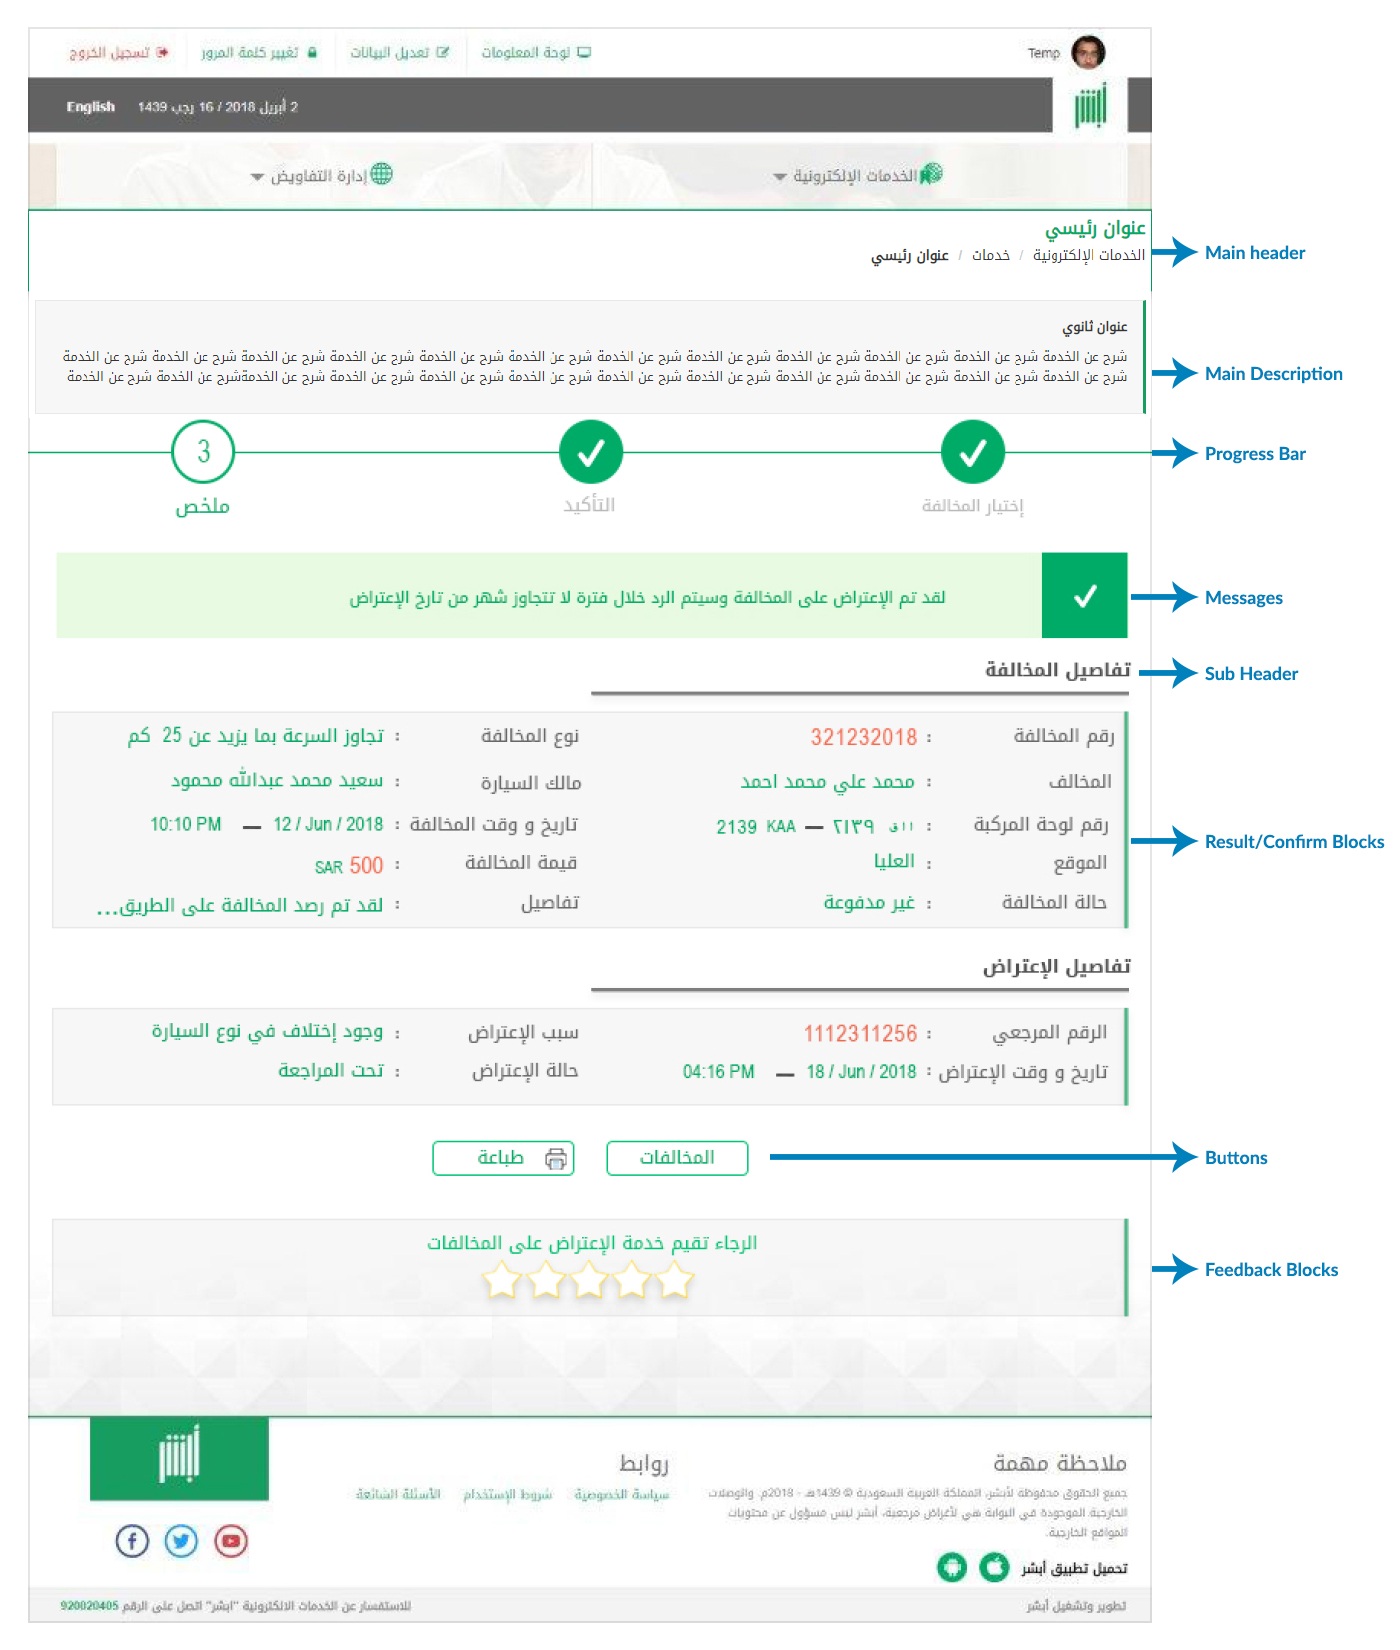 Temp
لوحة المعلومات
تعديل البيانات
تغيير كلمة المرور
تسجيل الخروج
أبشر
2 أبريل 2018 / 16 رجب 1439
English
الخدمات الإلكترونية
إدارة التفاويض
عنوان رئيسي
الخدمات الإلكترونية / خدمات / عنوان رئيسي
Main header
عنوان ثانوي
شرح عن الخدمة شرح عن الخدمة شرح عن الخدمة شرح عن الخدمة شرح عن الخدمة شرح عن الخدمة شرح عن الخدمة شرح عن الخدمة شرح عن الخدمة شرح عن الخدمة شرح عن الخدمة شرح عن الخدمة
شرح عن الخدمة شرح عن الخدمة شرح عن الخدمة شرح عن الخدمة شرح عن الخدمة شرح عن الخدمة شرح عن الخدمة شرح عن الخدمة شرح عن الخدمة شرح عن الخدمةشرح عن الخدمة شرح عن الخدمة
Main Description
3
Progress Bar
إختيار المخالفة
التأكيد
ملخص
لقد تم الإعتراض على المخالفة وسيتم الرد خلال فترة لا تتجاوز شهر من تارخ الإعتراض
Messages
تفاصيل المخالفة
Sub Header
رقم المخالفة : 321232018
نوع المخالفة : تجاوز السرعة بما يزيد عن 25 كم
المخالف : محمد علي محمد احمد
مالك السيارة : سعيد محمد عبدالله محمود
رقم لوحة المركبة : ااق ٢١٣٩ — 2139 KAA
تاريخ و وقت المخالفة : 12 / Jun / 2018 — 10:10 PM
الموقع : العليا
قيمة المخالفة : 500 SAR
حالة المخالفة : غير مدفوعة
تفاصيل : لقد تم رصد المخالفة على الطريق...
Result/Confirm Blocks
تفاصيل الإعتراض
الرقم المرجعي : 1112311256
سبب الإعتراض : وجود إختلاف في نوع السيارة
تاريخ و وقت الإعتراض : 18 / Jun / 2018 — 04:16 PM
حالة الإعتراض : تحت المراجعة
المخالفات
طباعة
Buttons
الرجاء تقيم خدمة الإعتراض على المخالفات
Feedback Blocks
أبشر
ملاحظة مهمة
جميع الحقوق محفوظة لأبشر، المملكة العربية السعودية © 1439هـ - 2018م. والوصلات
الخارجية الموجودة في البوابة هي لأغراض مرجعية، أبشر ليس مسؤول عن محتويات
المواقع الخارجية.
روابط
سياسة الخصوصية
شروط الإستخدام
الأسئلة الشائعة
تحميل تطبيق أبشر
تطوير وتشغيل أبشر
للاستفسار عن الخدمات الالكترونية "ابشر" اتصل على الرقم 920020405